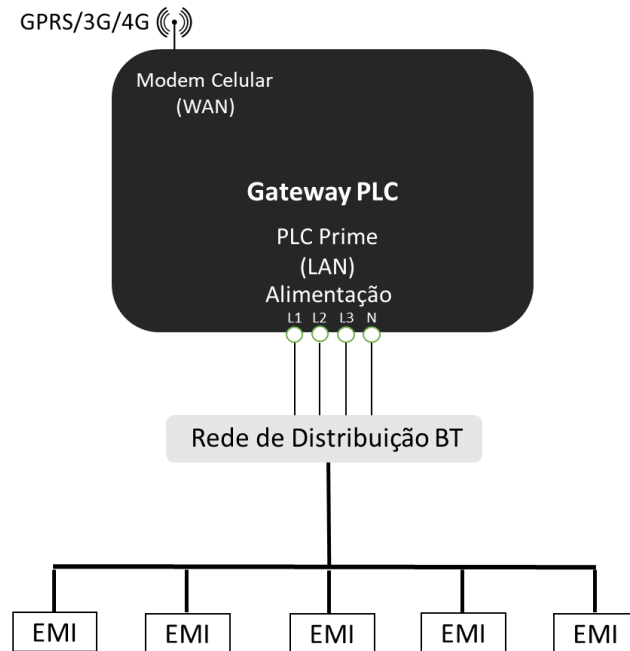 GPRS/3G/4G
Modem Celular
(WAN)
Gateway PLC
PLC Prime
(LAN)
Alimentação
L1 L2 L3 N
Rede de Distribuição BT
EMI EMI EMI EMI EMI